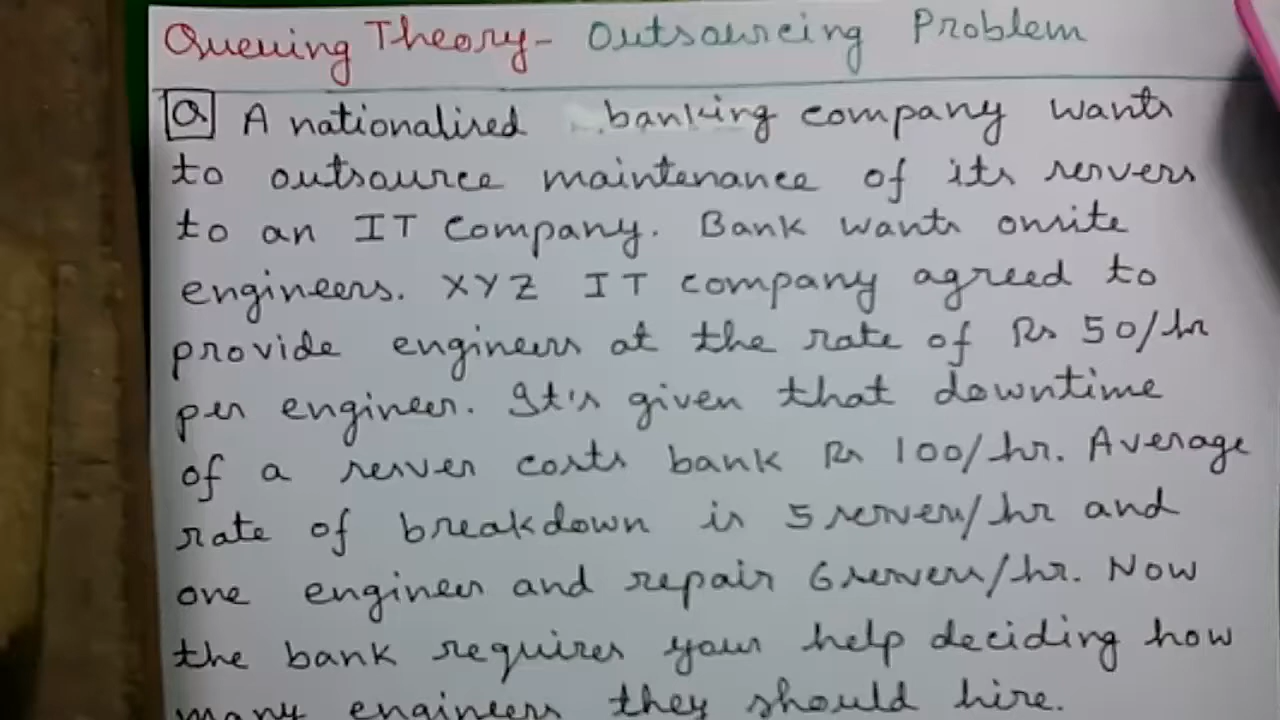 Queuing Theory- Outsourcing Problem
Q A nationalised banking company wants
to outsource maintenance of its servers
to an IT company. Bank wants onsite
engineers. XYZ IT company agreed to
provide engineers at the rate of Rs 50/hr
per engineer. It's given that downtime
of a server costs bank Rs 100/hr. Average
rate of breakdown is 5 servers/hr and
one engineer and repair 6 servers/hr. Now
the bank requires your help deciding how
many engineers they should hire.